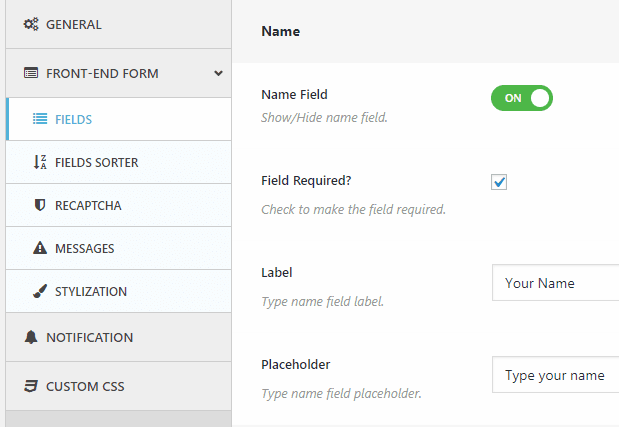 GENERAL
FRONT-END FORM
FIELDS
FIELDS SORTER
RECAPTCHA
MESSAGES
STYLIZATION
NOTIFICATION
CUSTOM CSS
Name
Name Field
ON
Show/Hide name field.
Field Required?
Check to make the field required.
Label
Your Name
Type name field label.
Placeholder
Type your name
Type name field placeholder.